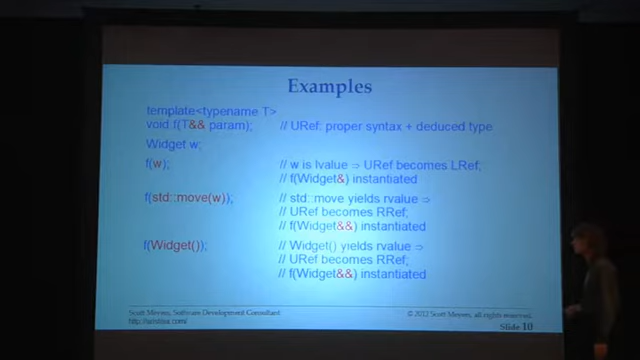 Examples
template<typename T>
void f(T&& param); // URef: proper syntax + deduced type
Widget w;
f(w); // w is lvalue ⇒ URef becomes LRef;
// f(Widget&) instantiated
f(std::move(w)); // std::move yields rvalue ⇒
// URef becomes RRef;
// f(Widget&&) instantiated
f(Widget()); // Widget() yields rvalue ⇒
// URef becomes RRef;
// f(Widget&&) instantiated
Scott Meyers, Software Development Consultant © 2012 Scott Meyers, all rights reserved.
Slide 10